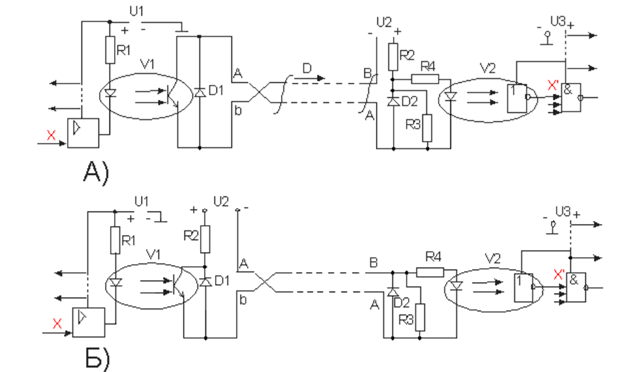 U1
+ -
R1
V1
D1
X
A
b
D
U2
- +
R2
R4
B
A
D2
R3
V2
1
U3
- +
X'
&
А)
U1
+ -
R1
V1
X
U2
+ -
R2
D1
A
b
B
A
R4
D2
R3
V2
1
U3
- +
X'
&
Б)